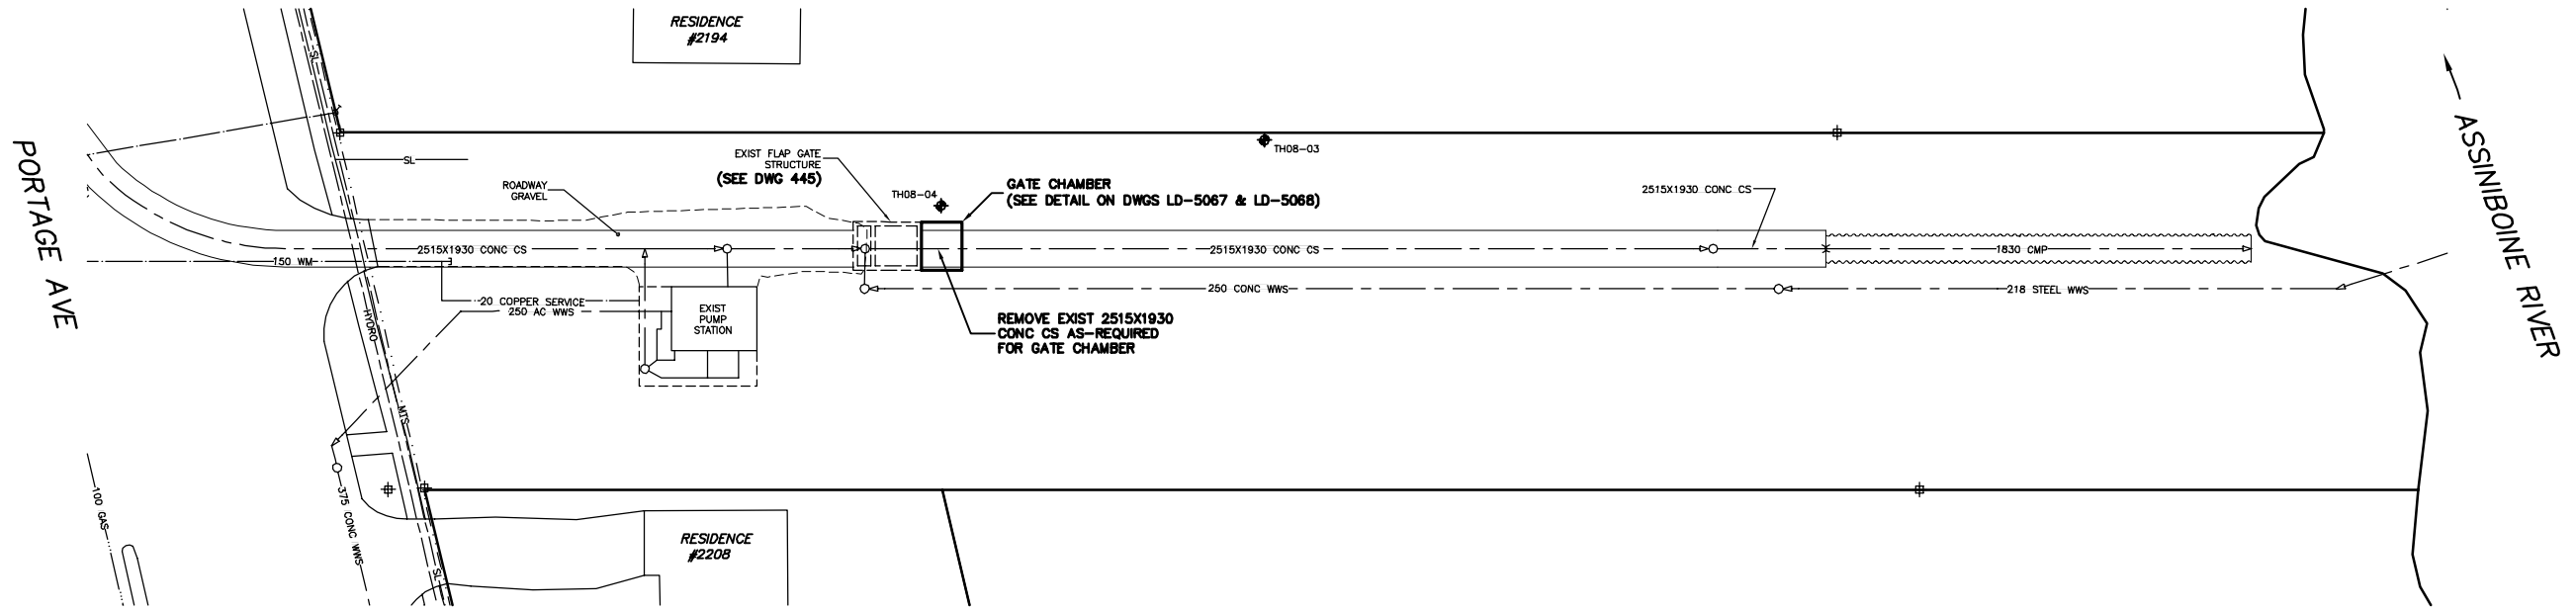 RESIDENCE
#2194
SL
PORTAGE AVE
ASSINIBOINE RIVER
TH08-03
SL
EXIST FLAP GATE
STRUCTURE
(SEE DWG 445)
ROADWAY
GRAVEL
TH08-04
GATE CHAMBER
(SEE DETAIL ON DWGS LD-5067 & LD-5068)
2515X1930 CONC CS
2515X1930 CONC CS
2515X1930 CONC CS
1830 CMP
150 WM
20 COPPER SERVICE
250 AC WWS
250 CONC WWS
218 STEEL WWS
EXIST
PUMP
STATION
REMOVE EXIST 2515X1930
CONC CS AS-REQUIRED
FOR GATE CHAMBER
HYDRO
MTS
375 CONC WWS
100 GAS
RESIDENCE
#2208
SL